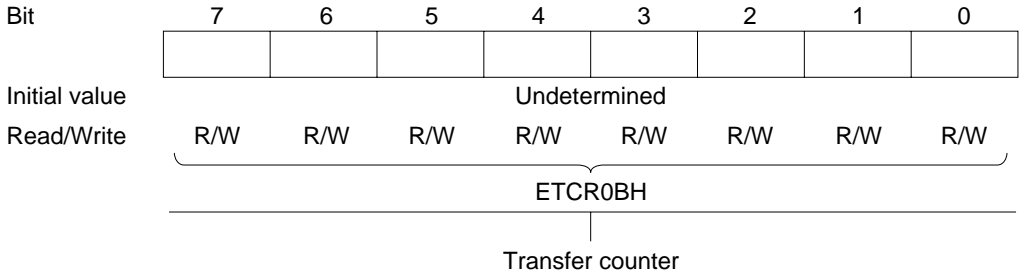 Bit 7 6 5 4 3 2 1 0
Initial value Undetermined
Read/Write R/W R/W R/W R/W R/W R/W R/W R/W
ETCR0BH
Transfer counter